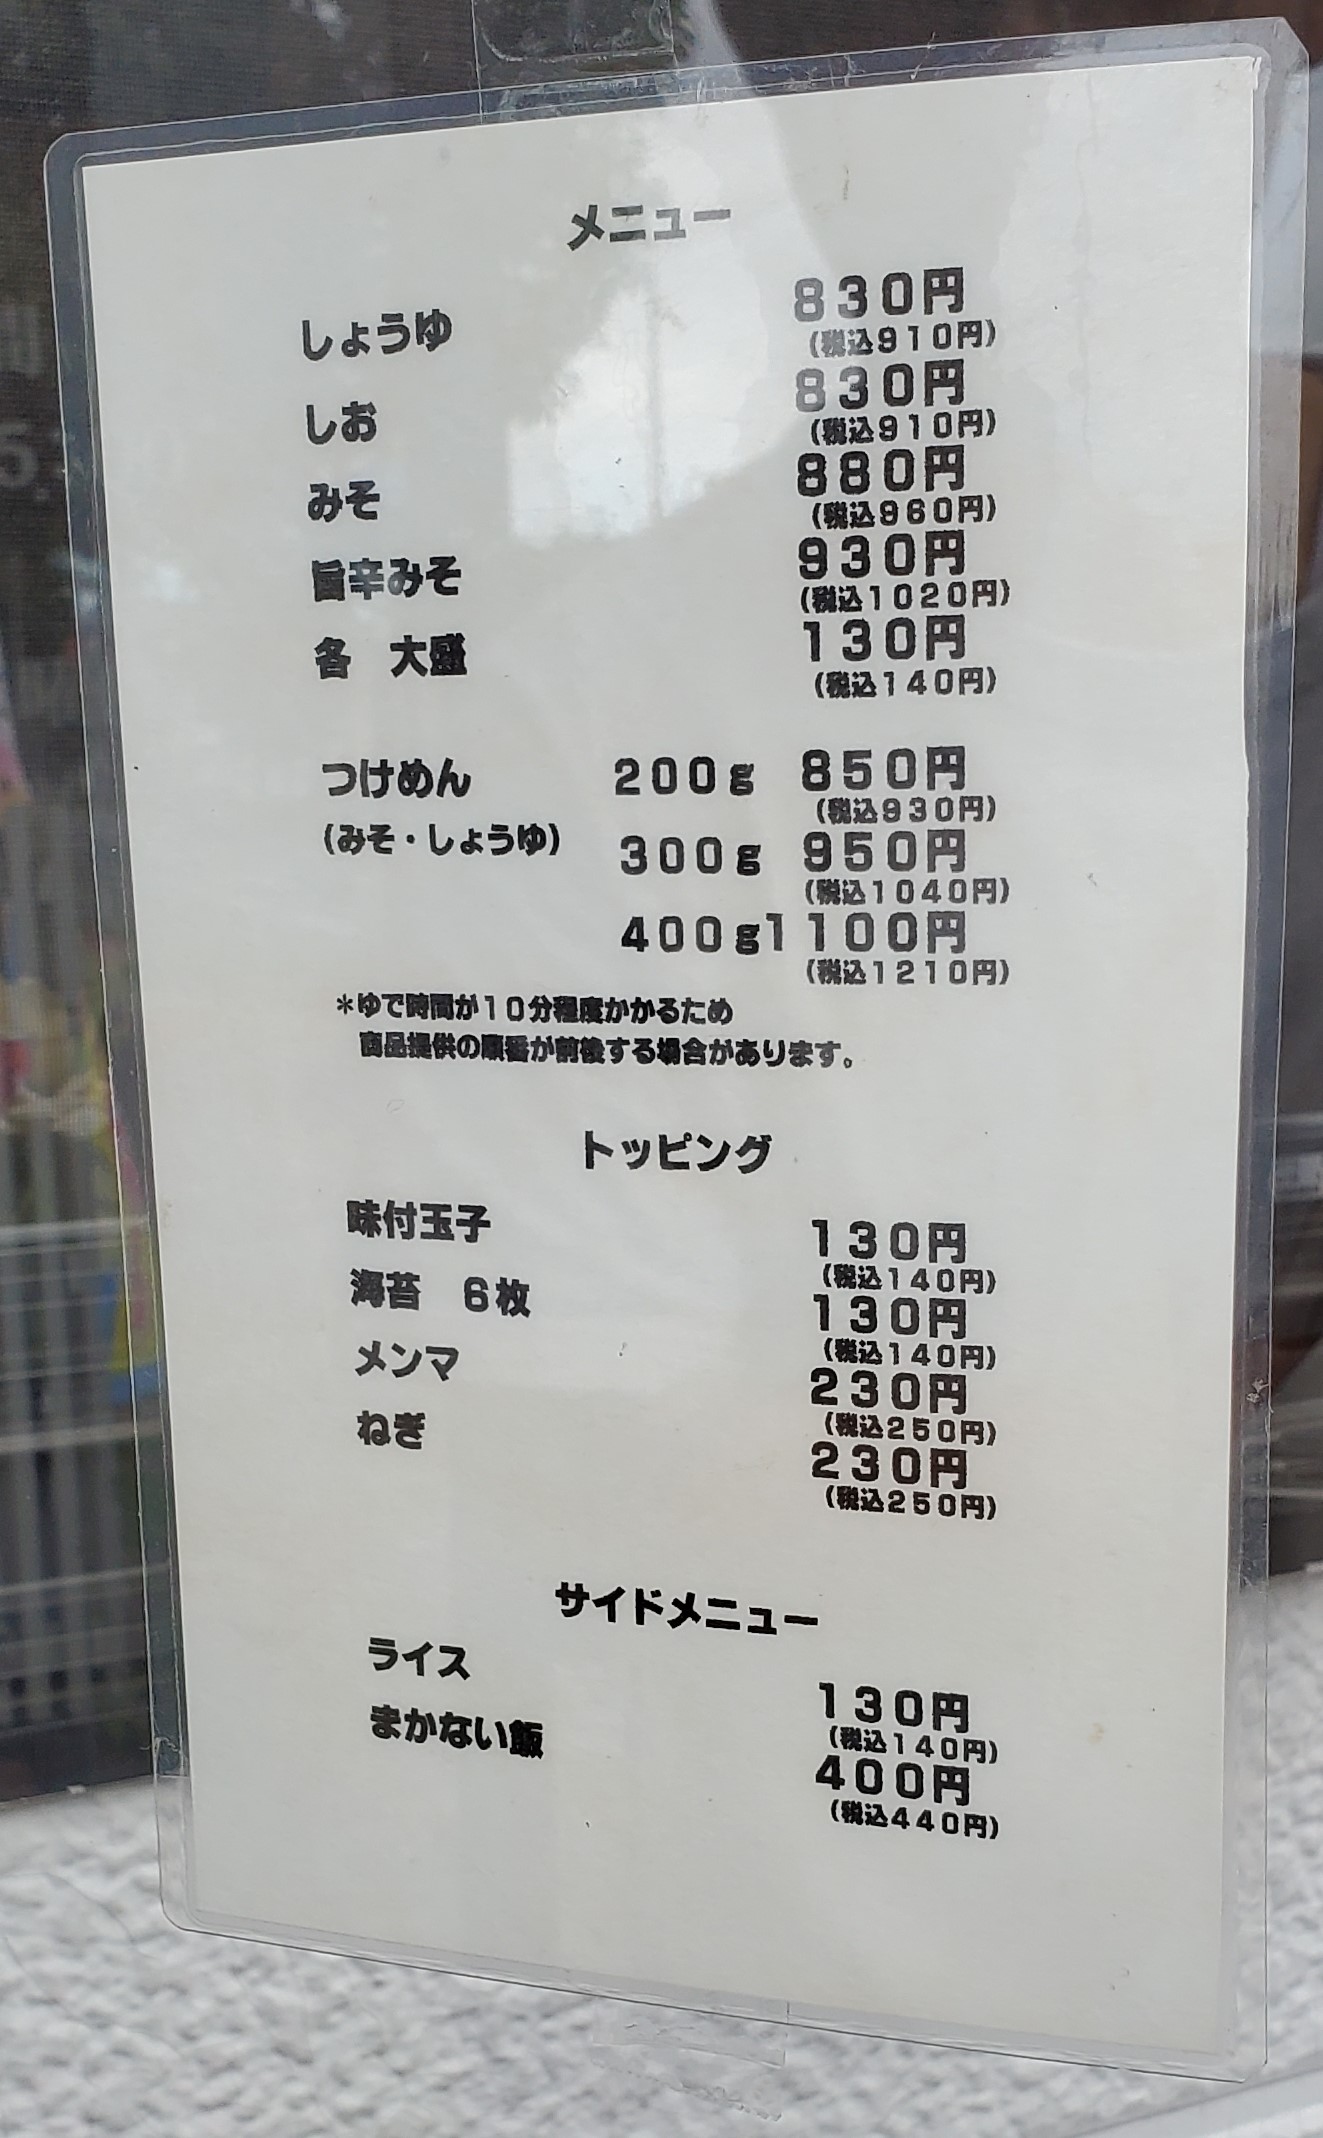 メニュー
しょうゆ 830円
(税込910円)
しお 830円
(税込910円)
みそ 880円
(税込960円)
旨辛みそ 930円
(税込1020円)
各 大盛 130円
(税込140円)
つけめん 200g 850円
(税込930円)
(みそ・しょうゆ) 300g 950円
(税込1040円)
400g1100円
(税込1210円)
*ゆで時間が10分程度かかるため
商品提供の順番が前後する場合があります。
トッピング
味付玉子 130円
(税込140円)
海苔 6枚 130円
(税込140円)
メンマ 230円
(税込250円)
ねぎ 230円
(税込250円)
サイドメニュー
ライス 130円
(税込140円)
まかない飯 400円
(税込440円)